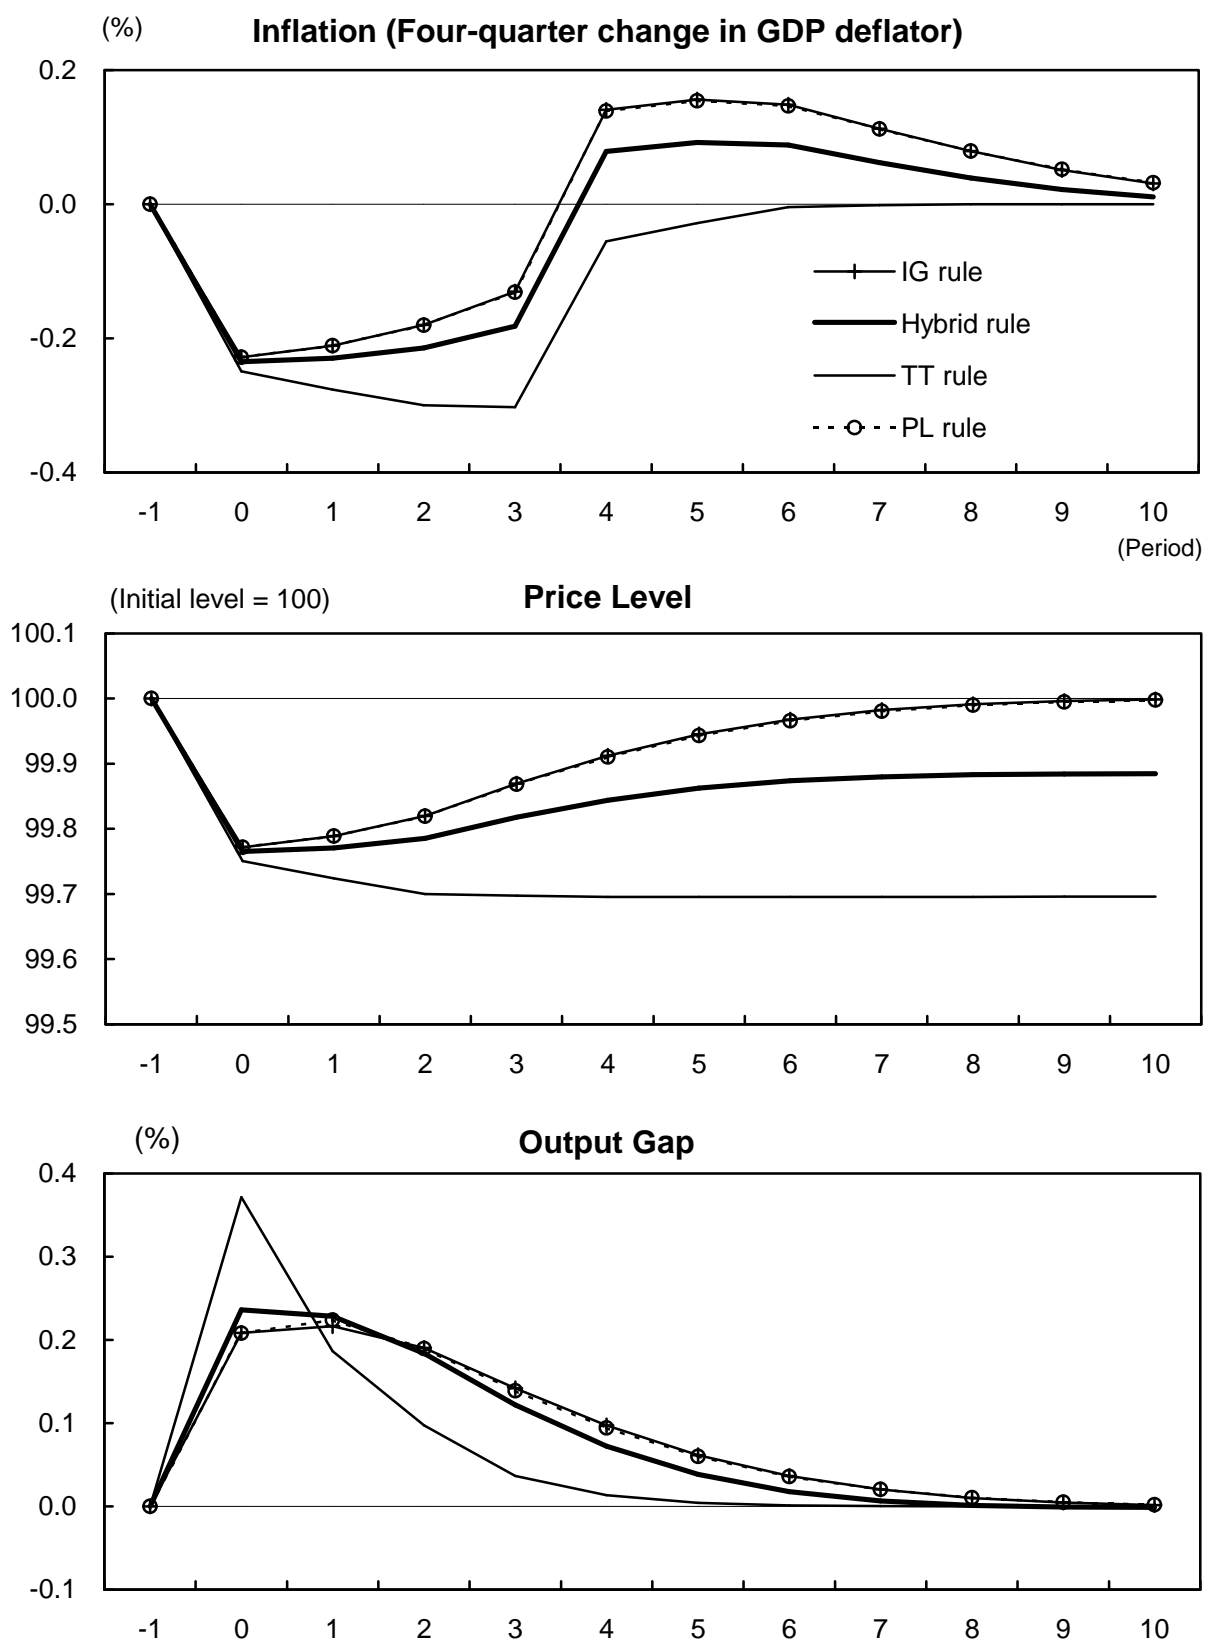 (%) Inflation (Four-quarter change in GDP deflator)
0.2
0.0
-0.2
-0.4
IG rule
Hybrid rule
TT rule
PL rule
-1 0 1 2 3 4 5 6 7 8 9 10
(Period)
(Initial level = 100) Price Level
100.1
100.0
99.9
99.8
99.7
99.6
99.5
-1 0 1 2 3 4 5 6 7 8 9 10
(%) Output Gap
0.4
0.3
0.2
0.1
0.0
-0.1
-1 0 1 2 3 4 5 6 7 8 9 10